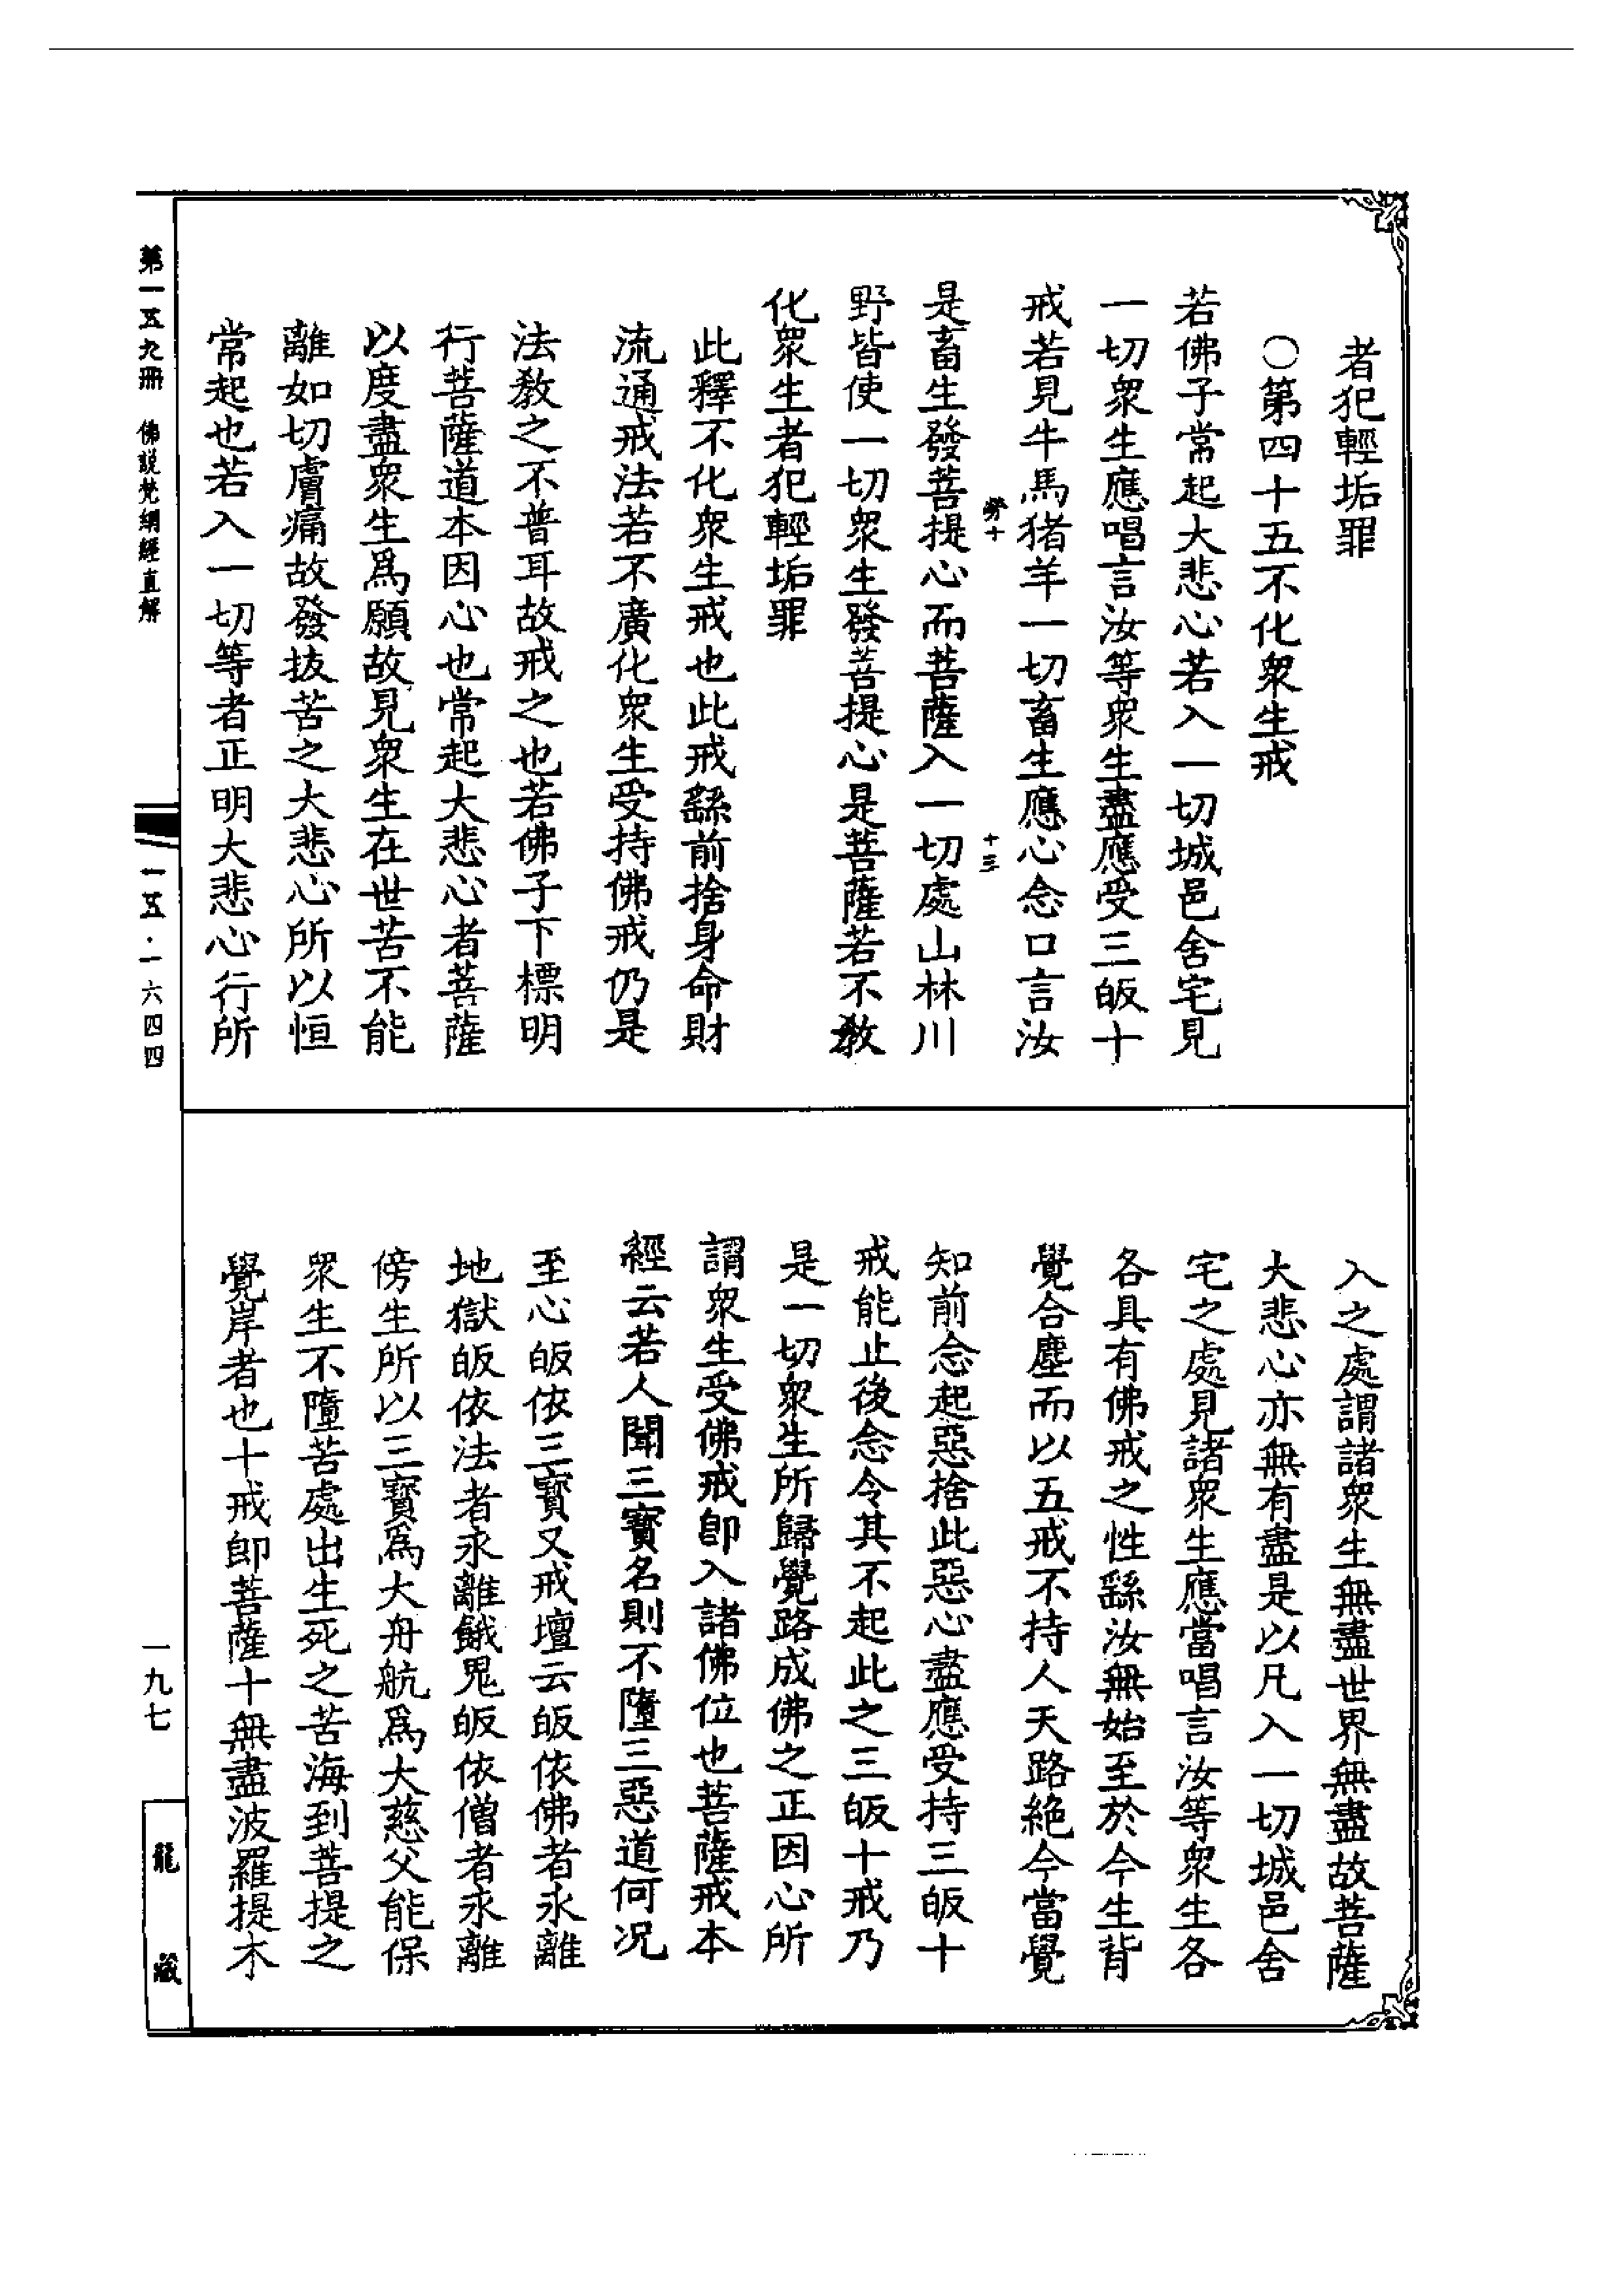 者犯輕垢罪
〇第四十五不化衆生戒
若佛子常起大悲心若入一切城邑舍宅見
一切衆生應唱言汝等衆生盡應受三皈十
戒若見牛馬猪羊一切畜生應心念口言汝
勞十
十三
是畜生發菩提心而菩薩入一切處山林川
野皆使一切衆生發菩提心是菩薩若不教
化衆生者犯輕垢罪
此釋不化衆生戒也此戒繇前捨身命財
流通戒法若不廣化衆生受持佛戒仍是
法教之不普耳故戒之也若佛子下標明
行菩薩道本因心也常起大悲心者菩薩
以度盡衆生爲願故見衆生在世苦不能
離如切膚痛故發拔苦之大悲心所以恒
常起也若入一切等者正明大悲心行所
入之處謂諸衆生無盡世界無盡故菩薩
大悲心亦無有盡是以凡入一切城邑舍
宅之處見諸衆生應當唱言汝等衆生各
各具有佛戒之性繇汝無始至於今生背
覺合塵而以五戒不持人天路絶今當覺
知前念起惡捨此惡心盡應受持三皈十
戒能止後念令其不起此之三皈十戒乃
是一切衆生所歸覺路成佛之正因心所
謂衆生受佛戒卽入諸佛位也菩薩戒本
經云若人聞三寳名則不墮三惡道何况
至心皈依三寳又戒壇云皈依佛者永離
地獄皈依法者永離餓鬼皈依僧者永離
傍生所以三寳爲大舟航爲大慈父能保
衆生不墮苦處出生死之苦海到菩提之
覺岸者也十戒卽菩薩十無盡波羅提木
第一五九冊 佛説梵網經直解
一五·一六四四
一九七
龍藏